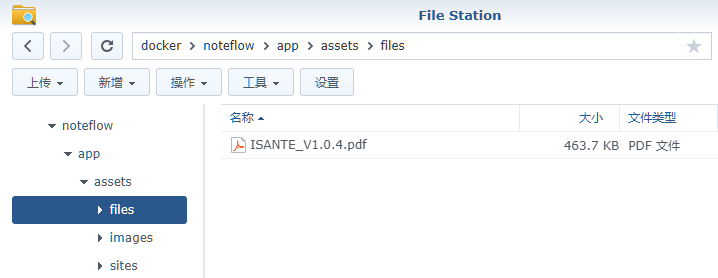 File Station
docker > noteflow > app > assets > files
上传 新增 操作 工具 设置
noteflow
app
assets
files
images
sites
名称 大小 文件类型
ISANTE_V1.0.4.pdf 463.7 KB PDF 文件